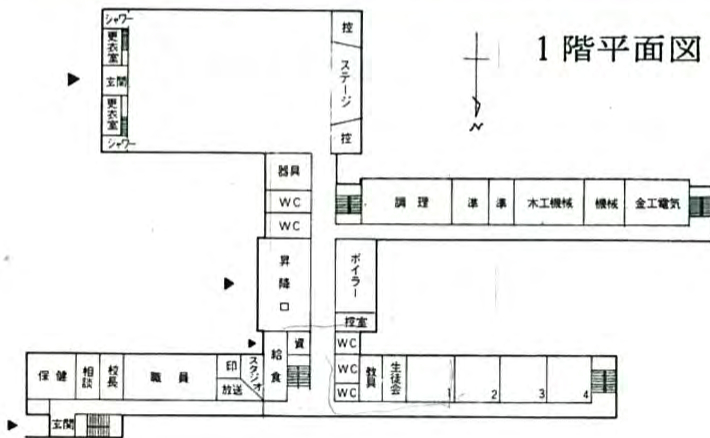 1階平面図
N
シャワー
更衣室
玄関
更衣室
シャワー
控
ステージ
控
器具
WC
WC
調理
準
準
木工機械
機械
金工電気
昇降口
ボイラー
控室
給食
資
WC
WC
WC
保健
相談
校長
職員
印
放送
スタジオ
教員
生徒会
1
2
3
4
玄関